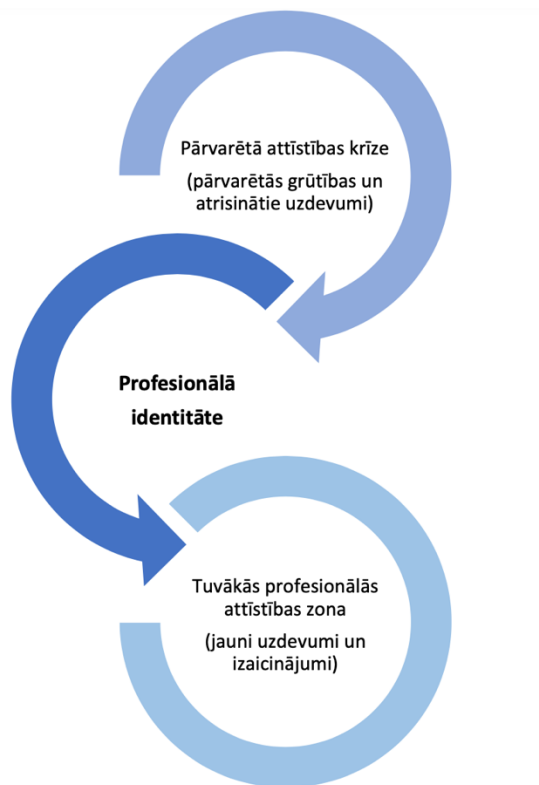 Pārvarētā attīstības krīze
(pārvarētās grūtības un
atrisinātie uzdevumi)
Profesionālā
identitāte
Tuvākās profesionālās
attīstības zona
(jauni uzdevumi un
izaicinājumi)